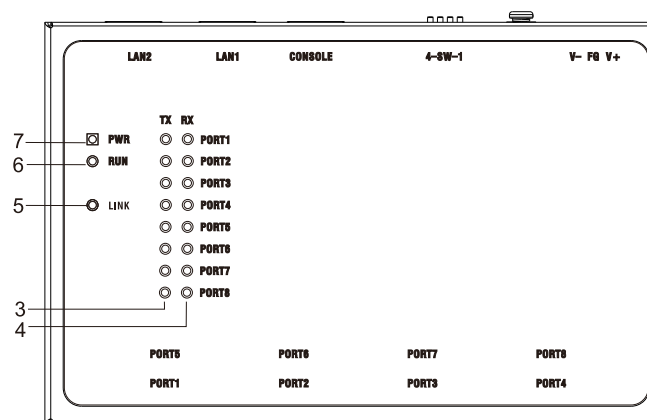 LAN2 LAN1 CONSOLE 4-SW-1 V- FG V+
TX RX
7 PWR PORT1
6 RUN PORT2
PORT3
5 LINK PORT4
PORT5
PORT6
PORT7
3 PORT8
4
PORT5 PORT6 PORT7 PORT8
PORT1 PORT2 PORT3 PORT4